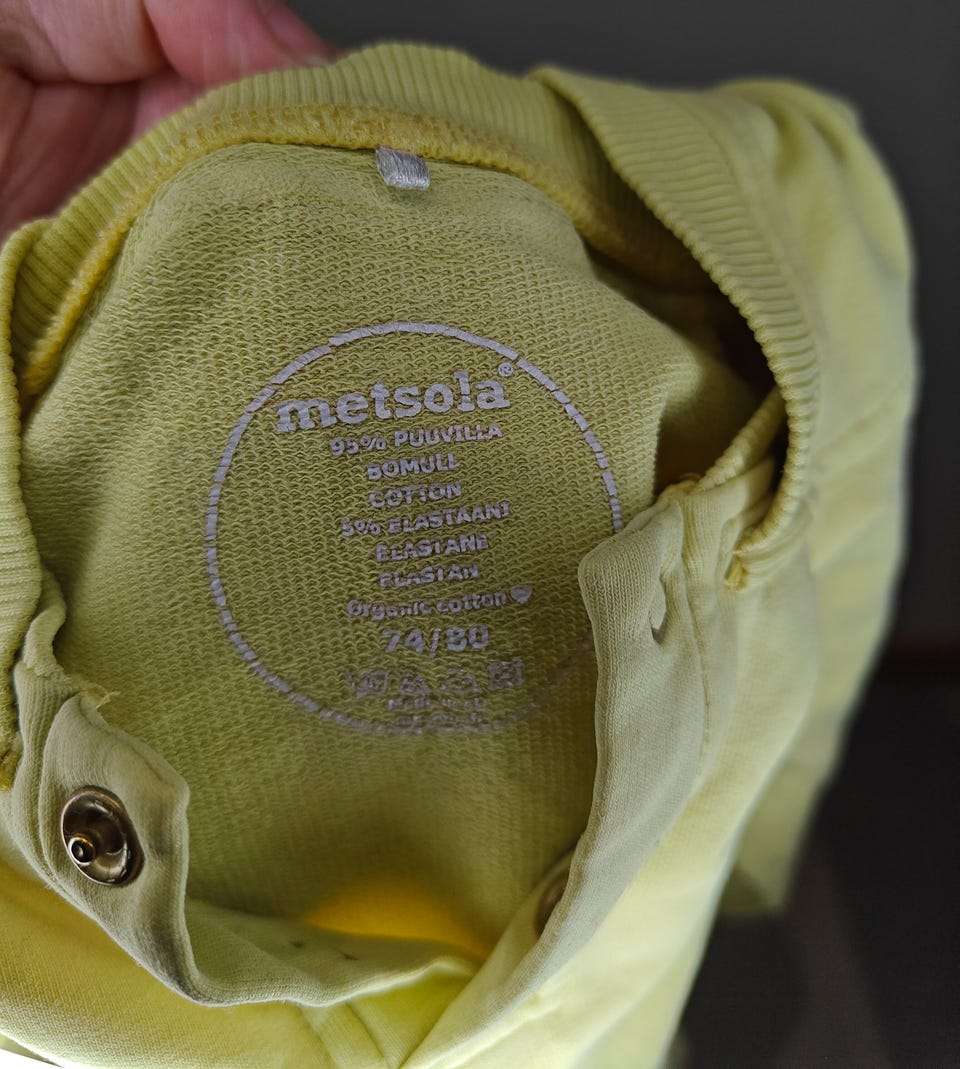 metsola®
95% PUUVILLA
BOMULL
COTTON
5% ELASTAANI
ELASTANE
ELASTAN
Organic cotton
74/80